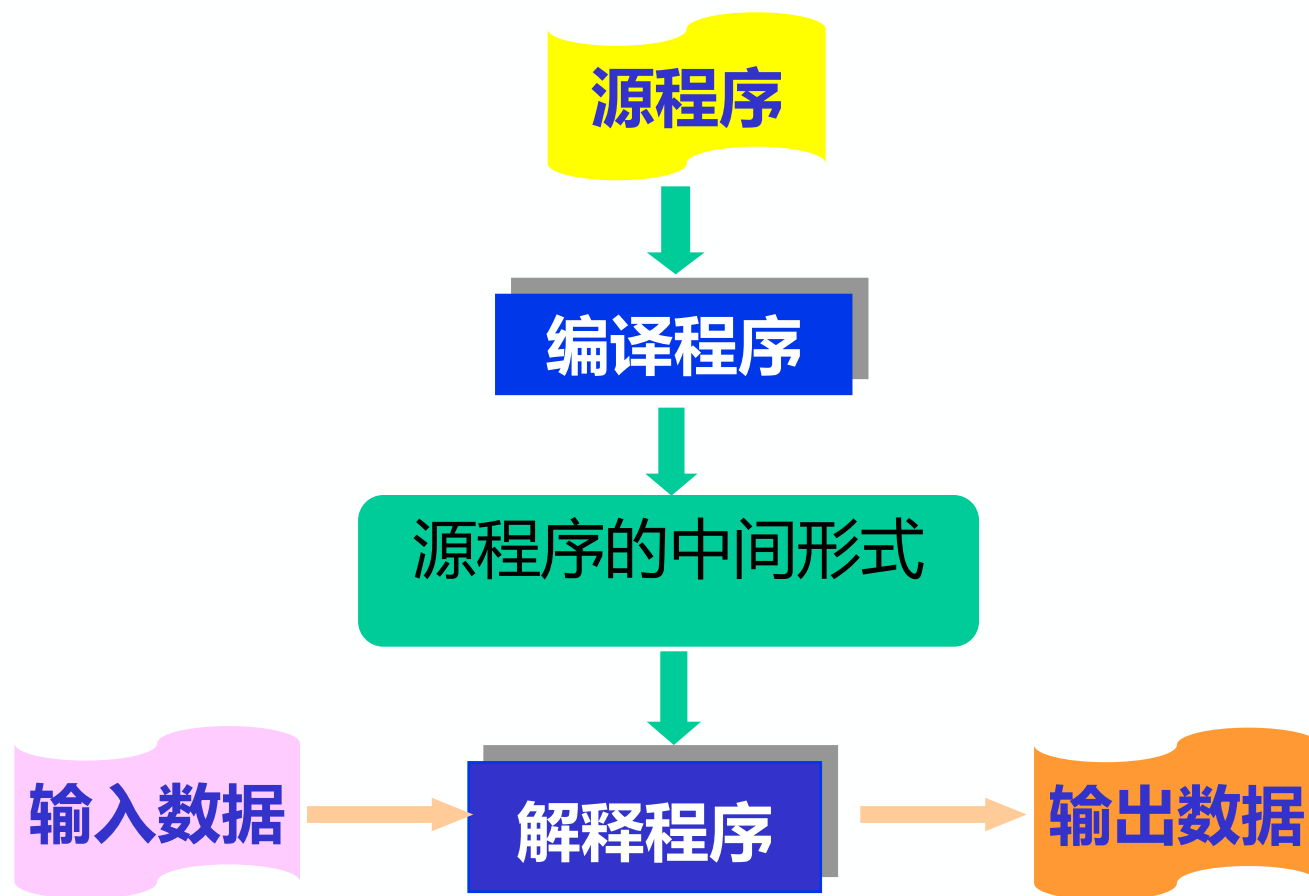 源程序
编译程序
源程序的中间形式
输入数据
解释程序
输出数据